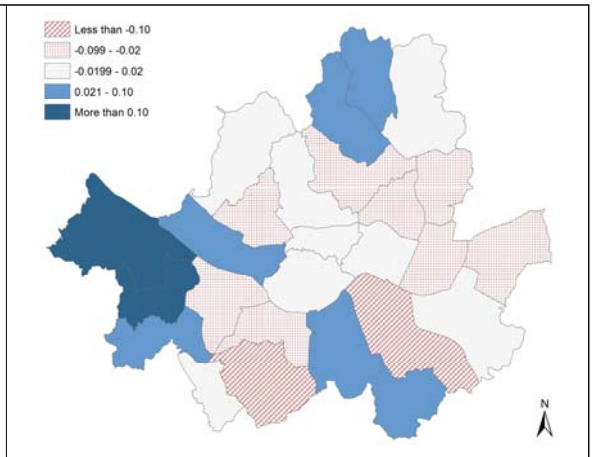 Less than -0.10
-0.099 - -0.02
-0.0199 - 0.02
0.021 - 0.10
More than 0.10
N